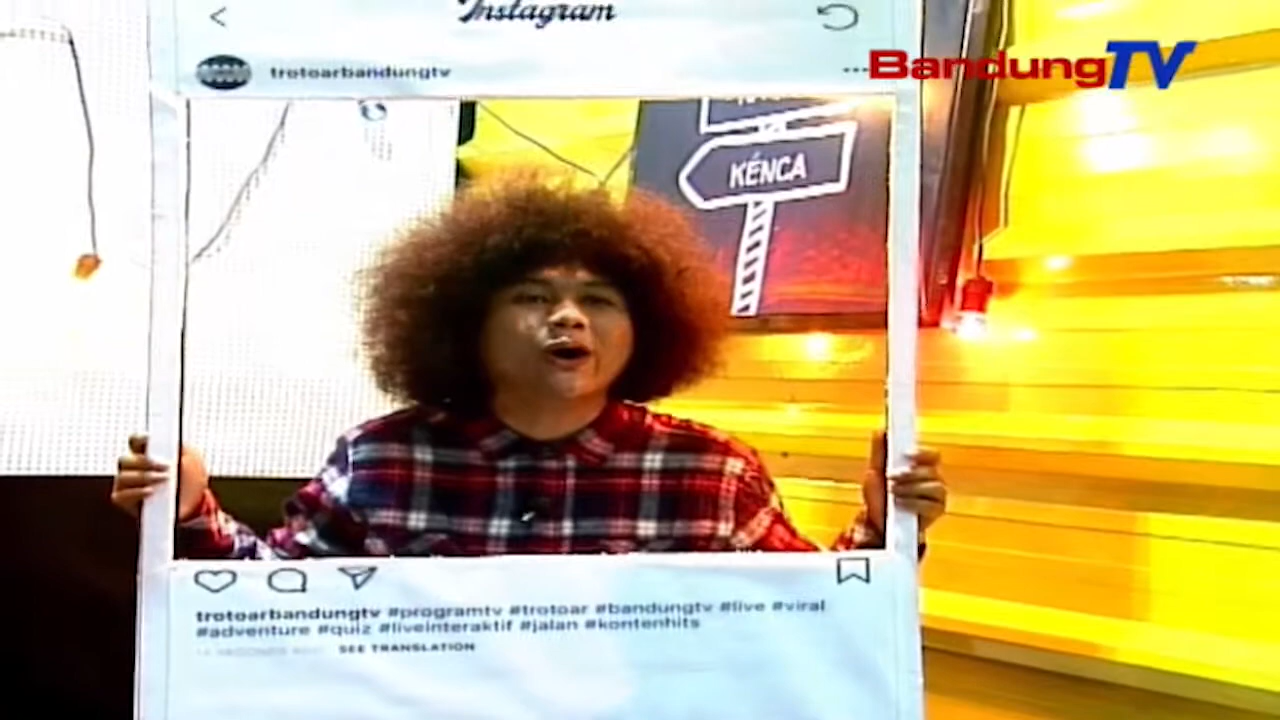 Instagram
trotoarbandungtv
BandungTV
KÉNCA
trotoarbandungtv #programtv #trotoar #bandungtv #live #viral
#adventure #quiz #liveinteraktif #jalan #kontenhits
SEE TRANSLATION